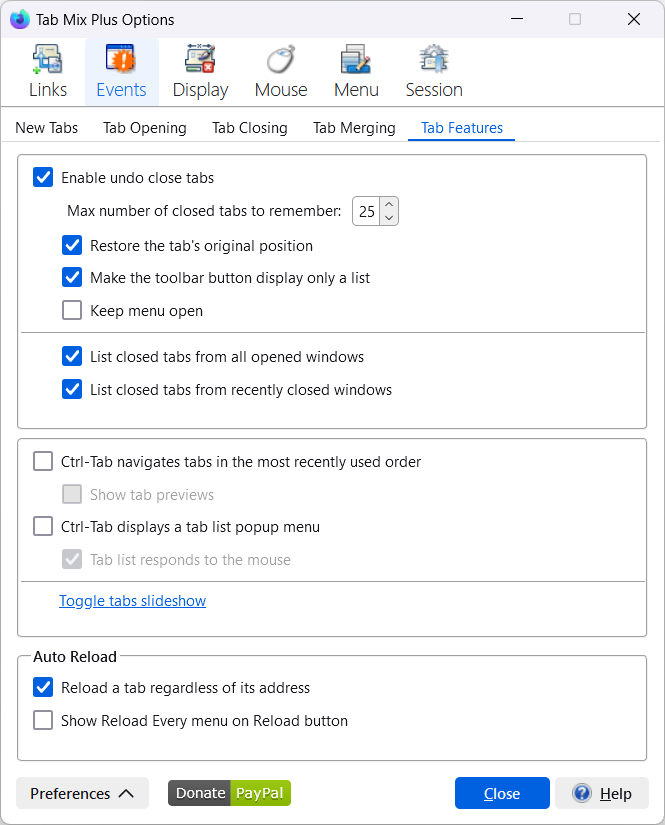 Tab Mix Plus Options
Links Events Display Mouse Menu Session
New Tabs Tab Opening Tab Closing Tab Merging Tab Features
Enable undo close tabs
Max number of closed tabs to remember: 25
Restore the tab's original position
Make the toolbar button display only a list
Keep menu open
List closed tabs from all opened windows
List closed tabs from recently closed windows
Ctrl-Tab navigates tabs in the most recently used order
Show tab previews
Ctrl-Tab displays a tab list popup menu
Tab list responds to the mouse
Toggle tabs slideshow
Auto Reload
Reload a tab regardless of its address
Show Reload Every menu on Reload button
Preferences Donate PayPal Close Help